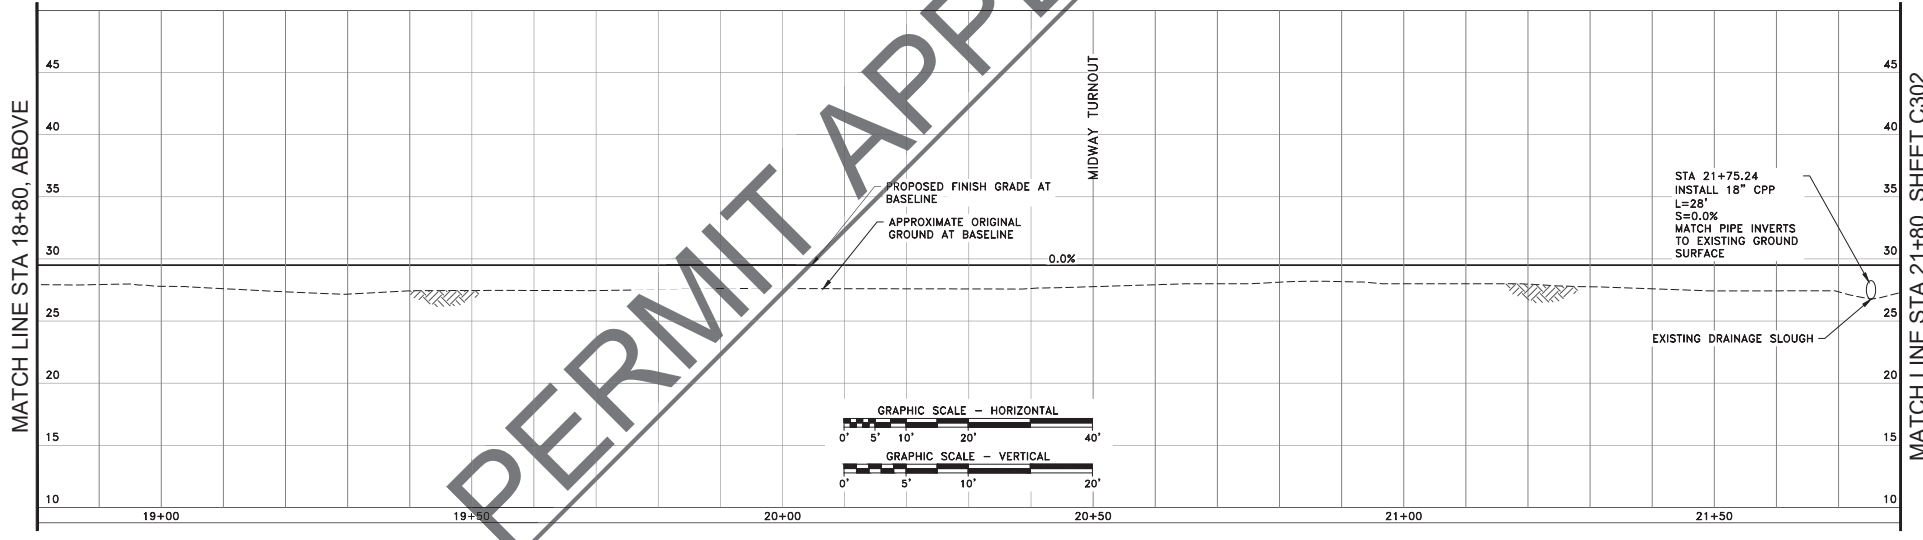 MATCH LINE STA 18+80, ABOVE
45
40
35
30
25
20
15
10
PERMIT APPL
MIDWAY TURNOUT
PROPOSED FINISH GRADE AT
BASELINE
APPROXIMATE ORIGINAL
GROUND AT BASELINE
0.0%
STA 21+75.24
INSTALL 18" CPP
L=28'
S=0.0%
MATCH PIPE INVERTS
TO EXISTING GROUND
SURFACE
EXISTING DRAINAGE SLOUGH
GRAPHIC SCALE – HORIZONTAL
0' 5' 10' 20' 40'
GRAPHIC SCALE – VERTICAL
0' 5' 10' 20'
45
40
35
30
25
20
15
10
19+00 19+50 20+00 20+50 21+00 21+50
MATCH LINE STA 21+80, SHEET C302